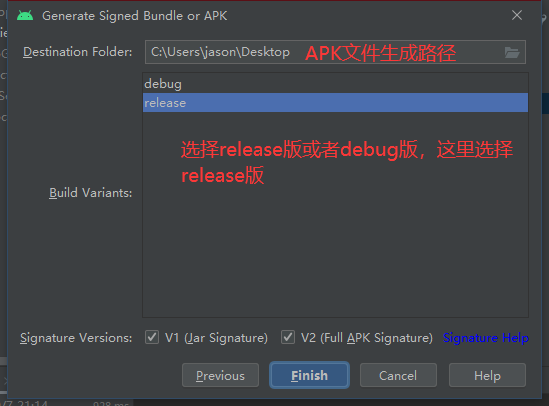 Generate Signed Bundle or APK
Destination Folder: C:\Users\jason\Desktop APK文件生成路径
debug
release
选择release版或者debug版，这里选择
release版
Build Variants:
Signature Versions: V1 (Jar Signature) V2 (Full APK Signature) Signature Help
Previous Finish Cancel Help